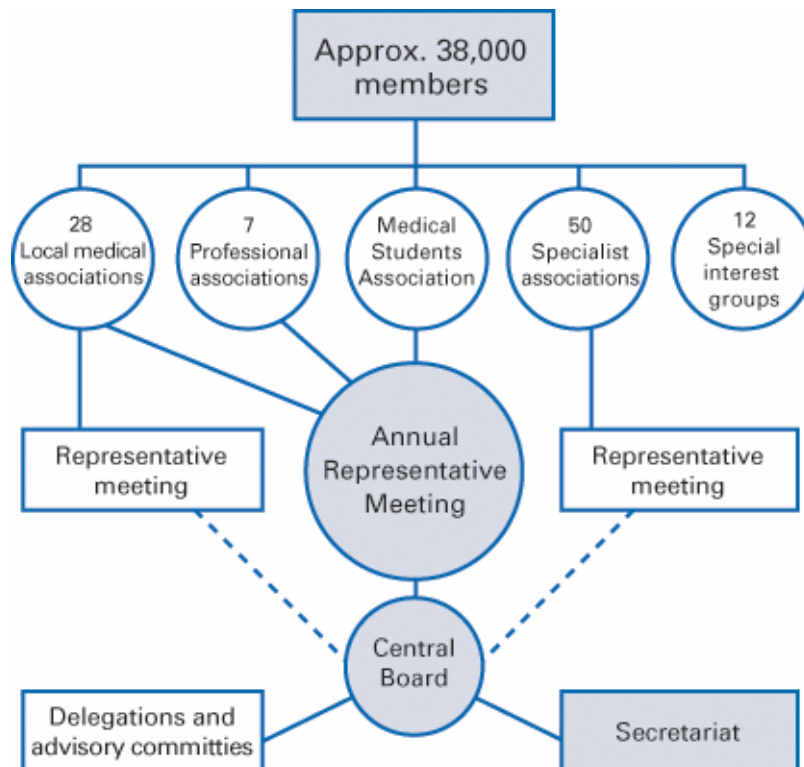 Approx. 38,000
members
28
Local medical
associations
7
Professional
associations
Medical
Students
Association
50
Specialist
associations
12
Special
interest
groups
Representative
meeting
Annual
Representative
Meeting
Representative
meeting
Central
Board
Delegations and
advisory committies
Secretariat